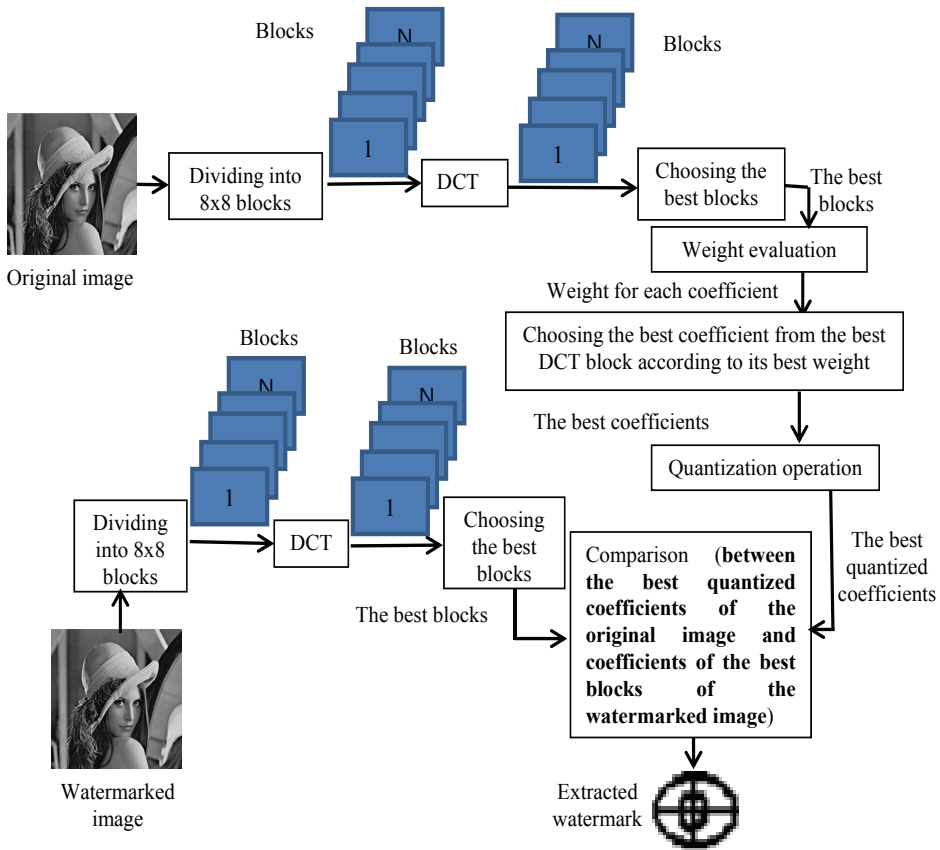 Blocks
N
1
N
1
Blocks
Dividing into
8x8 blocks
DCT
Choosing the
best blocks
The best
blocks
Original image
Weight evaluation
Weight for each coefficient
Choosing the best coefficient from the best
DCT block according to its best weight
The best coefficients
Quantization operation
The best
quantized
coefficients
Blocks
N
1
Blocks
N
1
Dividing
into 8x8
blocks
DCT
Choosing
the best
blocks
The best blocks
Comparison (between
the best quantized
coefficients of the
original image and
coefficients of the best
blocks of the
watermarked image)
Watermarked
image
Extracted
watermark